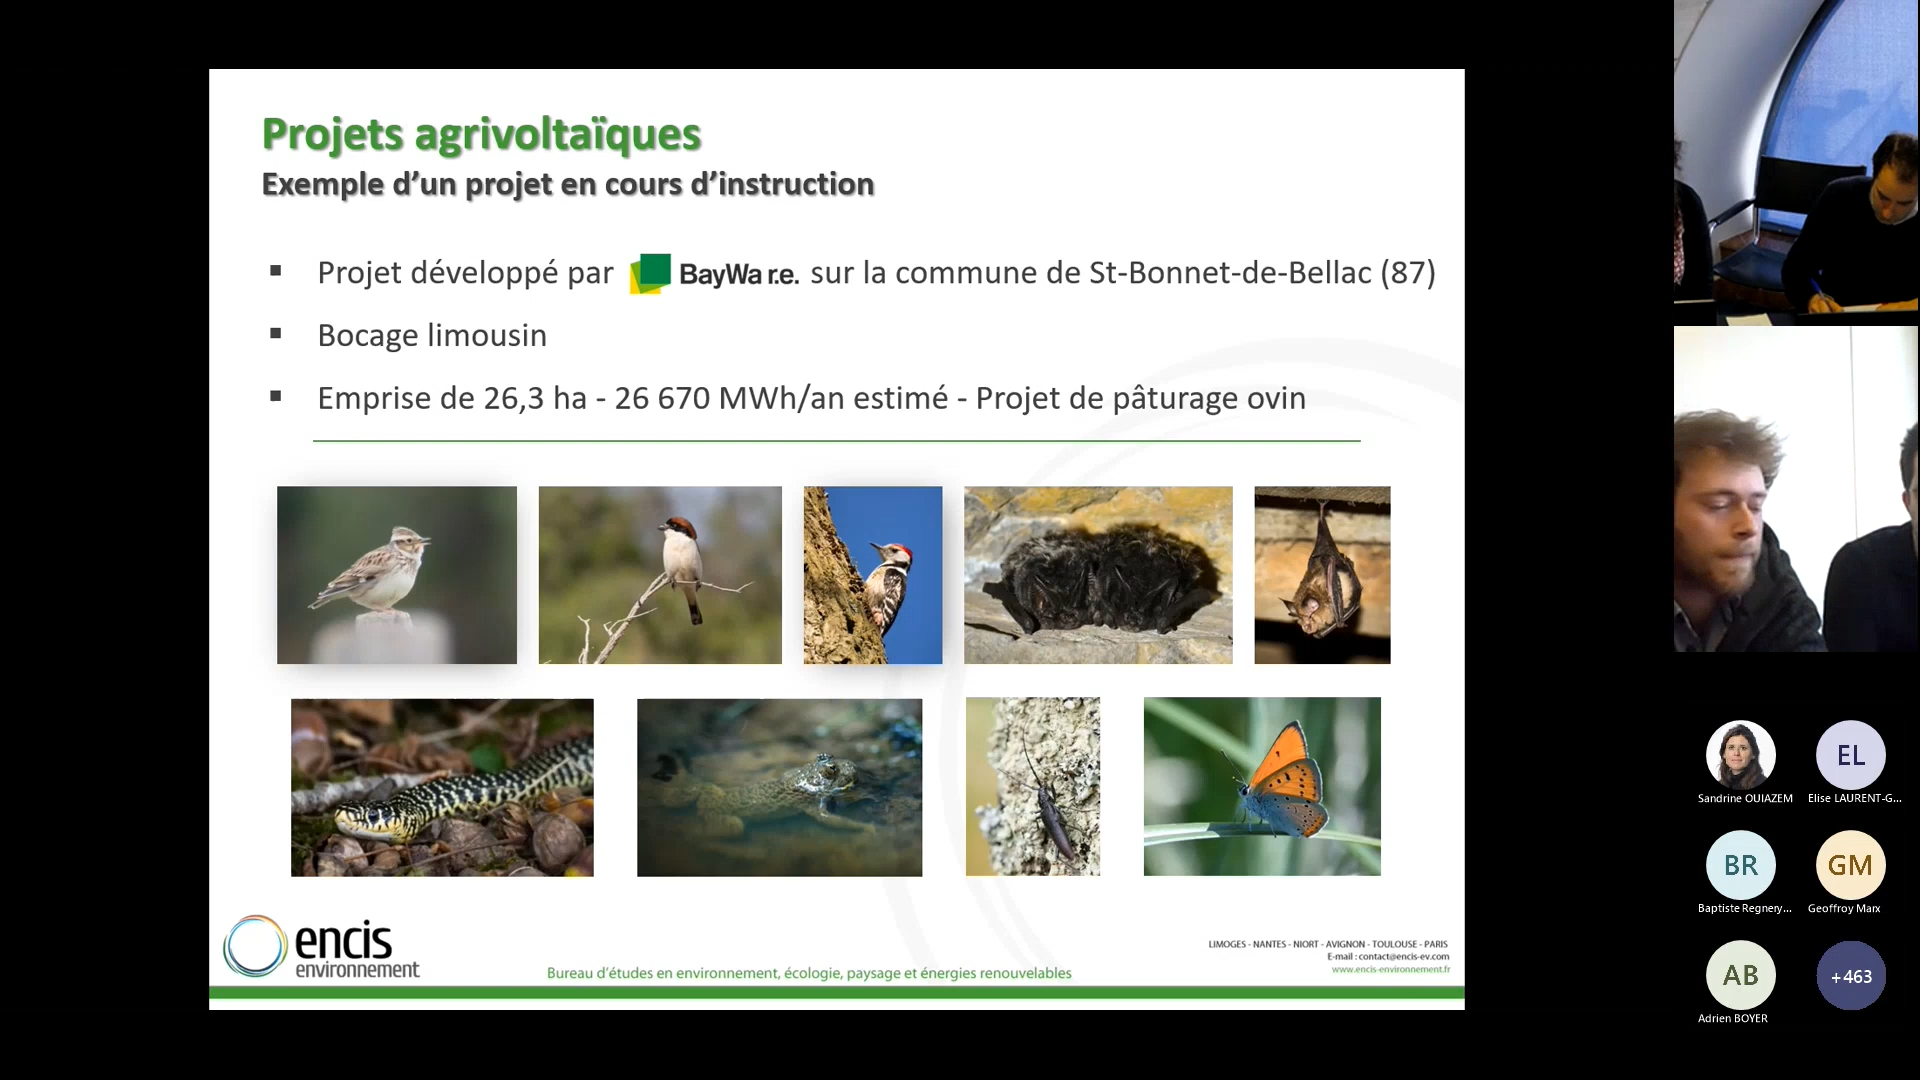 Projets agrivoltaïques
Exemple d’un projet en cours d’instruction
▪ Projet développé par BayWa r.e. sur la commune de St-Bonnet-de-Bellac (87)
▪ Bocage limousin
▪ Emprise de 26,3 ha - 26 670 MWh/an estimé - Projet de pâturage ovin
encis
environnement
Bureau d’études en environnement, écologie, paysage et énergies renouvelables
LIMOGES - NANTES - NIORT - AVIGNON - TOULOUSE - PARIS
E-mail : contact@encis-ev.com
www.encis-environnement.fr
EL
Sandrine OUIAZEM
Elise LAURENT-G...
BR
GM
Baptiste Regnery...
Geoffroy Marx
AB
+463
Adrien BOYER